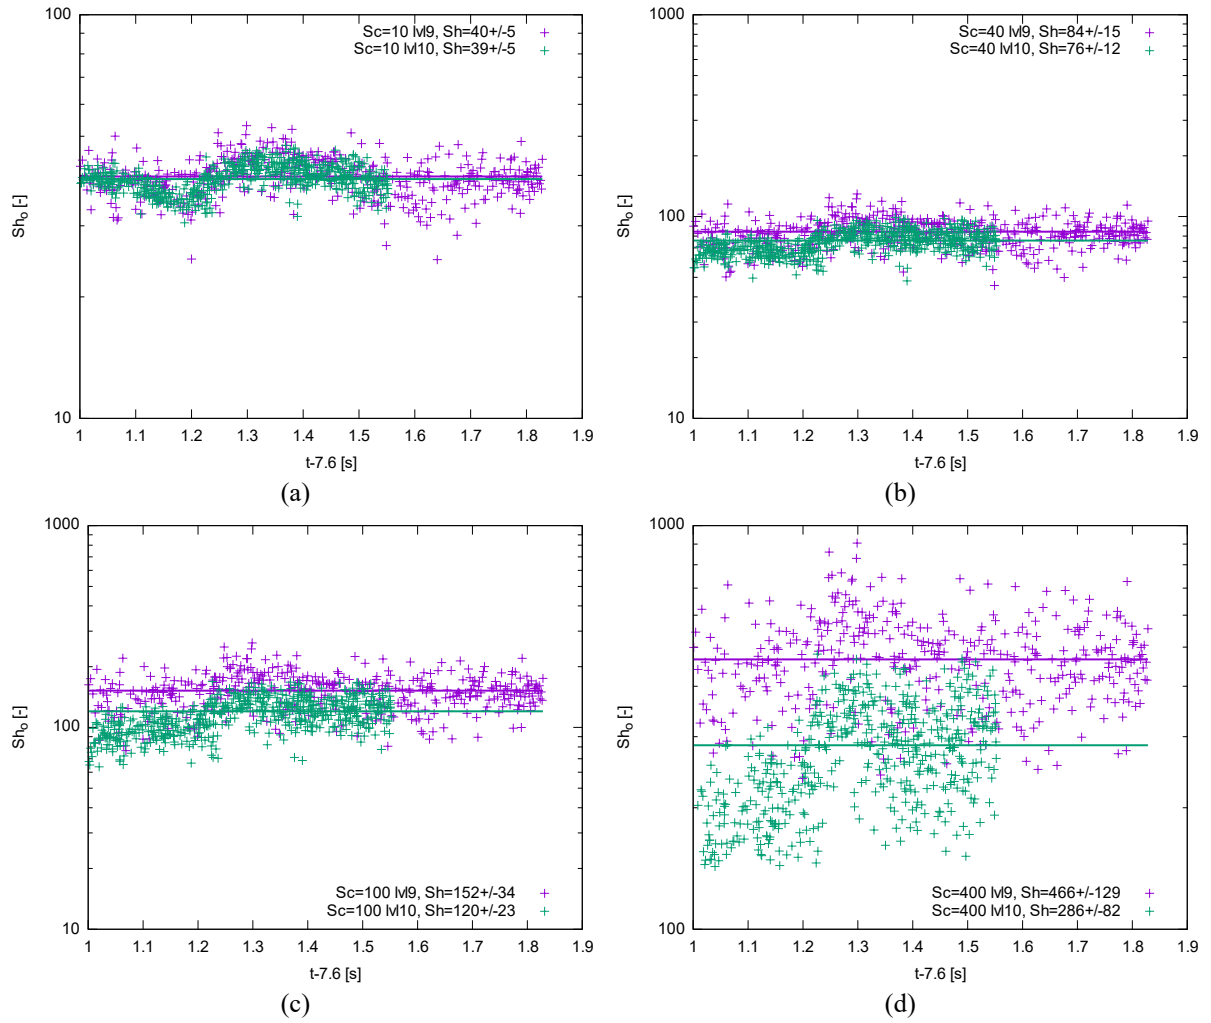 100
Sc=10 lvl9, Sh=40+/-5
Sc=10 lvl10, Sh=39+/-5
Sh₀ [-]
10
1 1.1 1.2 1.3 1.4 1.5 1.6 1.7 1.8 1.9
t-7.6 [s]
(a)
1000
Sc=40 lvl9, Sh=84+/-15
Sc=40 lvl10, Sh=76+/-12
100
Sh₀ [-]
10
1 1.1 1.2 1.3 1.4 1.5 1.6 1.7 1.8 1.9
t-7.6 [s]
(b)
1000
Sh₀ [-]
100
Sc=100 lvl9, Sh=152+/-34
Sc=100 lvl10, Sh=120+/-23
10
1 1.1 1.2 1.3 1.4 1.5 1.6 1.7 1.8 1.9
t-7.6 [s]
(c)
1000
Sh₀ [-]
Sc=400 lvl9, Sh=466+/-129
Sc=400 lvl10, Sh=286+/-82
100
1 1.1 1.2 1.3 1.4 1.5 1.6 1.7 1.8 1.9
t-7.6 [s]
(d)